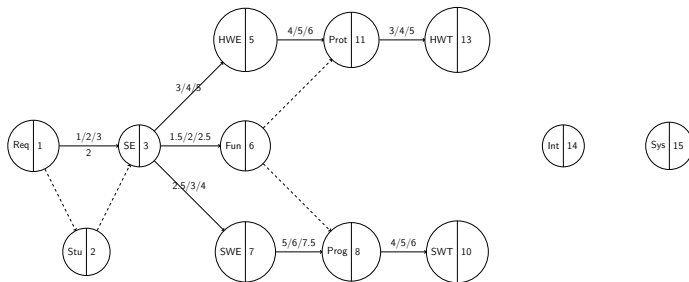 4/5/6
3/4/5
HWE 5
Prot 11
HWT 13
3/4/5
1/2/3
1.5/2/2.5
Req 1
SE 3
Fun 6
Int 14
Sys 15
2
2.5/3/4
5/6/7.5
4/5/6
Stu 2
SWE 7
Prog 8
SWT 10